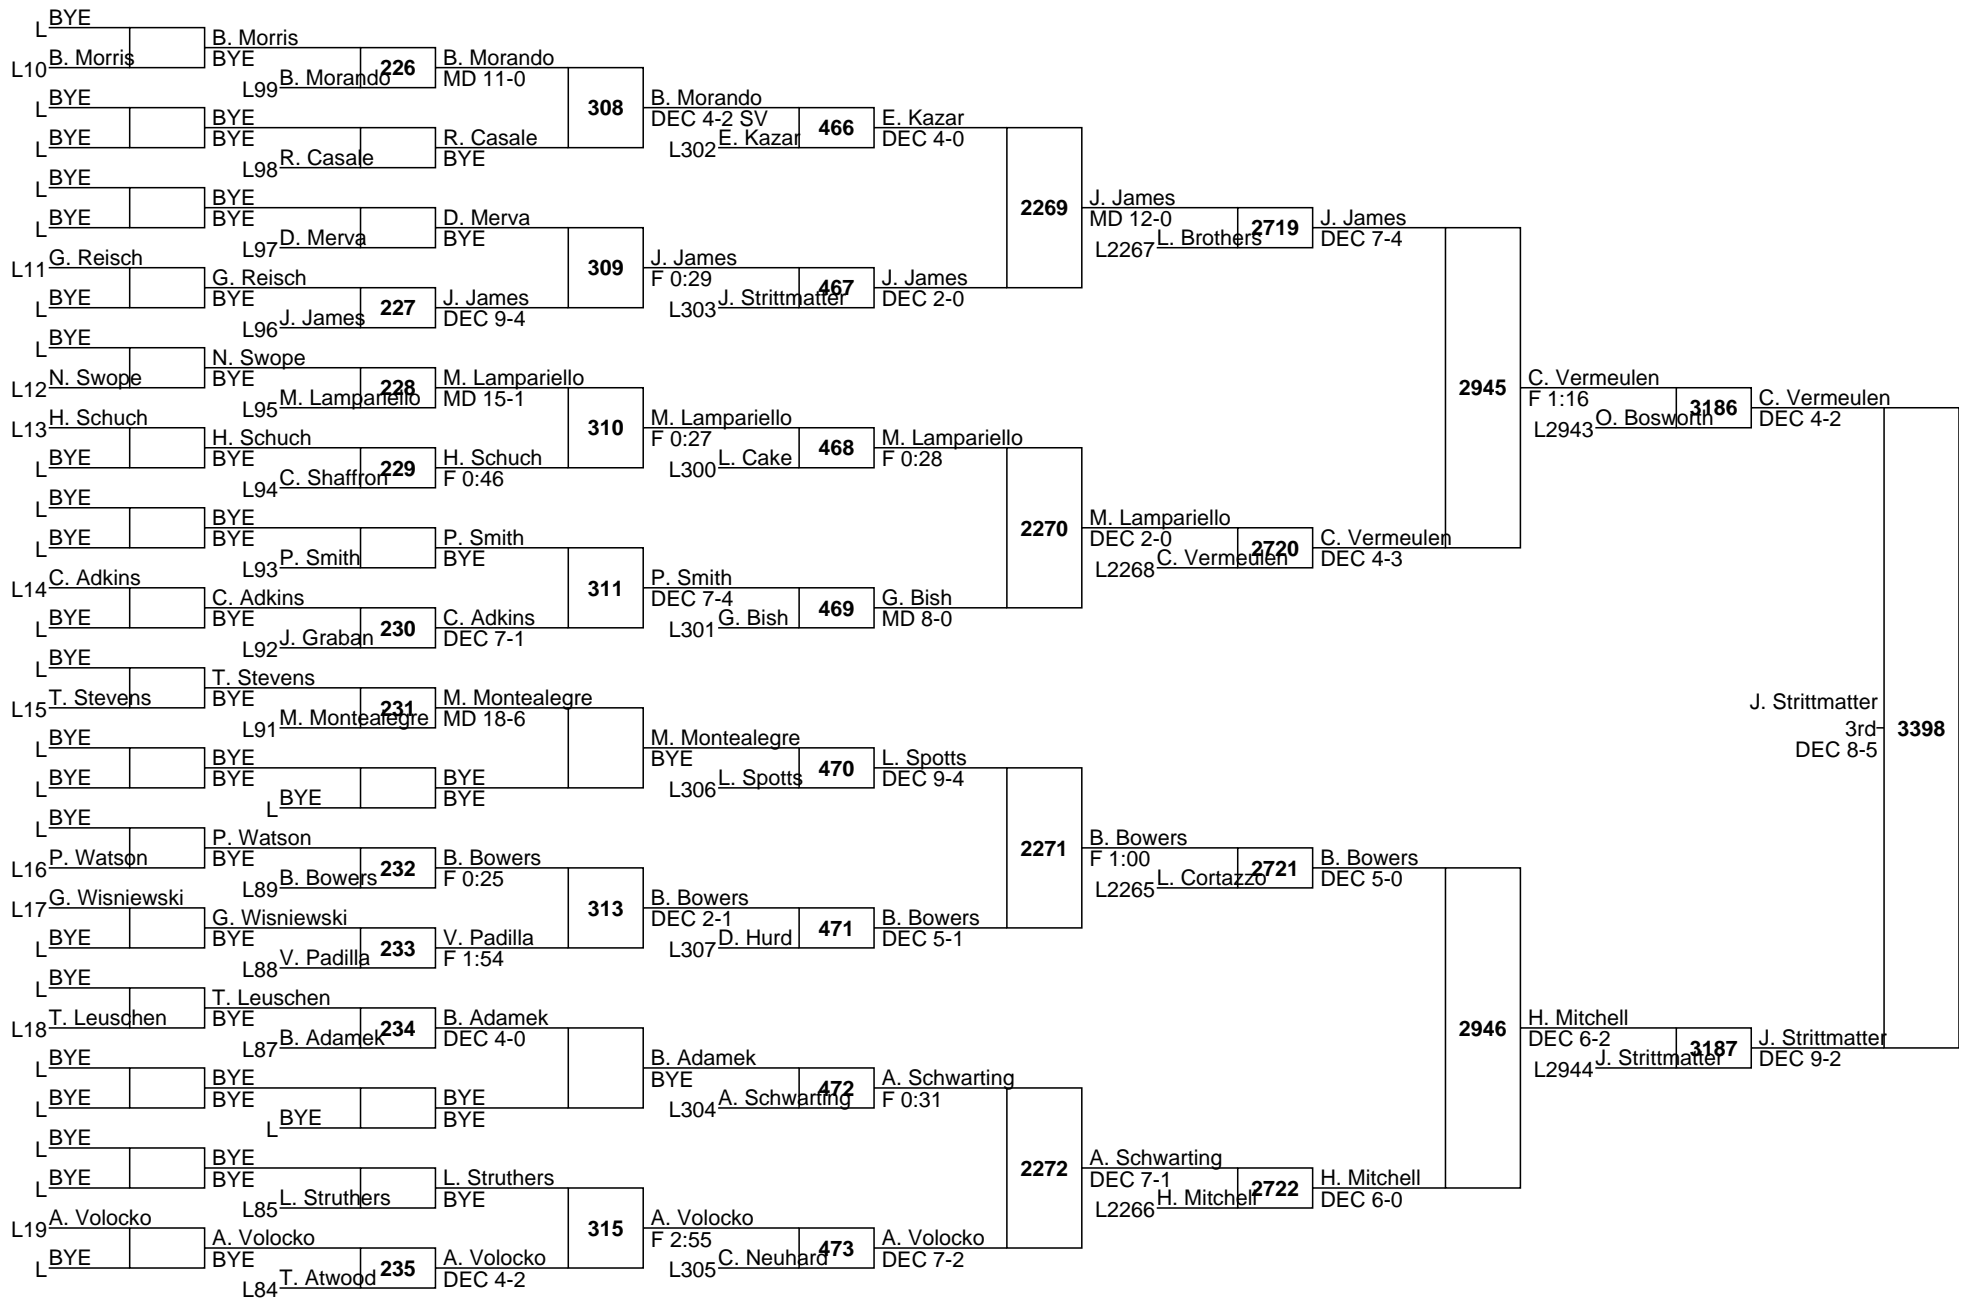 BYE
L
B. Morris
L10
B. Morris
BYE
226
B. Morando
L99
B. Morando
MD 11-0
BYE
L
BYE
L
BYE
BYE
R. Casale
L98
R. Casale
BYE
308
B. Morando
DEC 4-2 SV
E. Kazar
L302
466
E. Kazar
DEC 4-0
BYE
L
BYE
L
BYE
BYE
D. Merva
L97
D. Merva
BYE
G. Reisch
L11
BYE
L
G. Reisch
BYE
J. James
L96
227
J. James
DEC 9-4
309
J. James
F 0:29
J. Strittmatter
L303
467
J. James
DEC 2-0
2269
J. James
MD 12-0
L. Brothers
L2267
2719
J. James
DEC 7-4
BYE
L
N. Swope
L12
N. Swope
BYE
M. Lampariello
L95
228
M. Lampariello
MD 15-1
H. Schuch
L13
BYE
L
H. Schuch
BYE
C. Shaffron
L94
229
H. Schuch
F 0:46
310
M. Lampariello
F 0:27
L. Cake
L300
468
M. Lampariello
F 0:28
BYE
L
BYE
L
BYE
BYE
P. Smith
L93
P. Smith
BYE
C. Adkins
L14
BYE
L
C. Adkins
BYE
J. Graban
L92
230
C. Adkins
DEC 7-1
311
P. Smith
DEC 7-4
G. Bish
L301
469
G. Bish
MD 8-0
2270
M. Lampariello
DEC 2-0
C. Vermeulen
L2268
2720
C. Vermeulen
DEC 4-3
2945
C. Vermeulen
F 1:16
O. Bosworth
L2943
3186
C. Vermeulen
DEC 4-2
BYE
L
T. Stevens
L15
T. Stevens
BYE
M. Montealegre
L91
231
M. Montealegre
MD 18-6
BYE
L
BYE
L
BYE
BYE
BYE
L
BYE
BYE
M. Montealegre
BYE
L. Spotts
L306
470
L. Spotts
DEC 9-4
BYE
L
P. Watson
L16
P. Watson
BYE
B. Bowers
L89
232
B. Bowers
F 0:25
G. Wisniewski
L17
BYE
L
G. Wisniewski
BYE
V. Padilla
L88
233
V. Padilla
F 1:54
313
B. Bowers
DEC 2-1
D. Hurd
L307
471
B. Bowers
DEC 5-1
2271
B. Bowers
F 1:00
L. Cortazzo
L2265
2721
B. Bowers
DEC 5-0
BYE
L
T. Leuschen
L18
T. Leuschen
BYE
B. Adamek
L87
234
B. Adamek
DEC 4-0
BYE
L
BYE
L
BYE
BYE
BYE
L
BYE
BYE
B. Adamek
BYE
A. Schwarting
L304
472
A. Schwarting
F 0:31
BYE
L
BYE
L
BYE
BYE
L. Struthers
L85
L. Struthers
BYE
A. Volocko
L19
BYE
L
A. Volocko
BYE
T. Atwood
L84
235
A. Volocko
DEC 4-2
315
A. Volocko
F 2:55
C. Neuhard
L305
473
A. Volocko
DEC 7-2
2272
A. Schwarting
DEC 7-1
H. Mitchell
L2266
2722
H. Mitchell
DEC 6-0
2946
H. Mitchell
DEC 6-2
J. Strittmatter
L2944
3187
J. Strittmatter
DEC 9-2
J. Strittmatter
3rd
DEC 8-5
3398